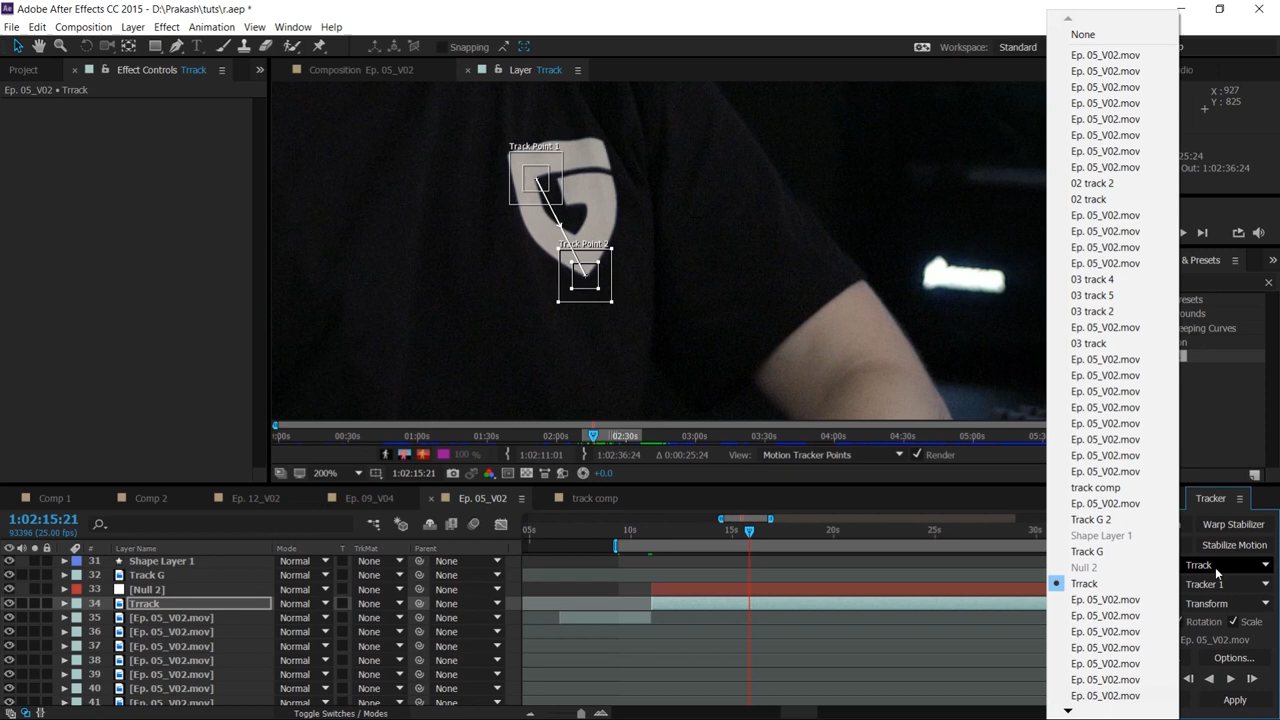 Adobe After Effects CC 2015 - D:\Prakash\tuts\r.aep *
File Edit Composition Layer Effect Animation View Window Help
Snapping
Workspace: Standard
Project
Effect Controls Trrack
Composition Ep. 05_V02
Layer Trrack
Ep. 05_V02 • Trrack
Track Point 1
Track Point 2
X : 927
Y : 825
25:24
Out: 1:02:36:24
& Presets
None
Ep. 05_V02.mov
Ep. 05_V02.mov
Ep. 05_V02.mov
Ep. 05_V02.mov
Ep. 05_V02.mov
Ep. 05_V02.mov
Ep. 05_V02.mov
Ep. 05_V02.mov
02 track 2
02 track
Ep. 05_V02.mov
Ep. 05_V02.mov
Ep. 05_V02.mov
Ep. 05_V02.mov
03 track 4
03 track 5
03 track 2
Ep. 05_V02.mov
03 track
Ep. 05_V02.mov
Ep. 05_V02.mov
Ep. 05_V02.mov
Ep. 05_V02.mov
Ep. 05_V02.mov
Ep. 05_V02.mov
Ep. 05_V02.mov
Ep. 05_V02.mov
track comp
Ep. 05_V02.mov
Track G 2
Shape Layer 1
Track G
Null 2
Trrack
Ep. 05_V02.mov
Ep. 05_V02.mov
Ep. 05_V02.mov
Ep. 05_V02.mov
Ep. 05_V02.mov
Ep. 05_V02.mov
Ep. 05_V02.mov
:00s 00:30s 01:00s 01:30s 02:00s 02:30s 03:00s 03:30s 04:00s 04:30s 05:00s 05:3
100 % 1:02:11:01 1:02:36:24 Δ 0:00:25:24 View: Motion Tracker Points Render
200% 1:02:15:21 +0.0
Comp 1 Comp 2 Ep. 12_V02 Ep. 09_V04 Ep. 05_V02 track comp
1:02:15:21
93396 (25.00 fps)
05s 10s 15s 20s 25s 30s
# Layer Name Mode T TrkMat Parent
31 Shape Layer 1 Normal None
32 Track G Normal None
33 [Null 2] Normal None
34 Trrack Normal None
35 [Ep. 05_V02.mov] Normal None
36 [Ep. 05_V02.mov] Normal None
37 [Ep. 05_V02.mov] Normal None
38 [Ep. 05_V02.mov] Normal None
39 [Ep. 05_V02.mov] Normal None
40 [Ep. 05_V02.mov] Normal None
41 [Ep. 05_V02.mov] Normal None
Toggle Switches / Modes
Tracker
Warp Stabilizer
Stabilize Motion
Trrack
Tracker 1
Transform
Rotation Scale
Ep. 05_V02.mov
Options...
Apply